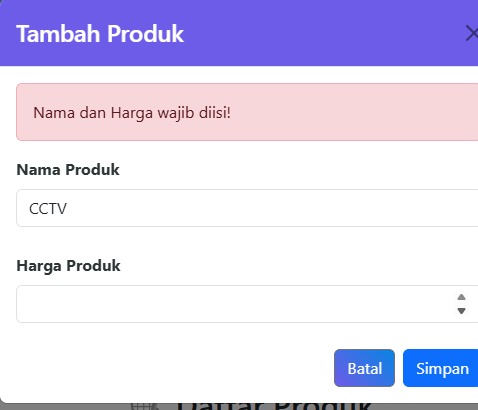 Tambah Produk
Nama dan Harga wajib diisi!
Nama Produk
CCTV
Harga Produk
Batal Simpan
Daftar Produk